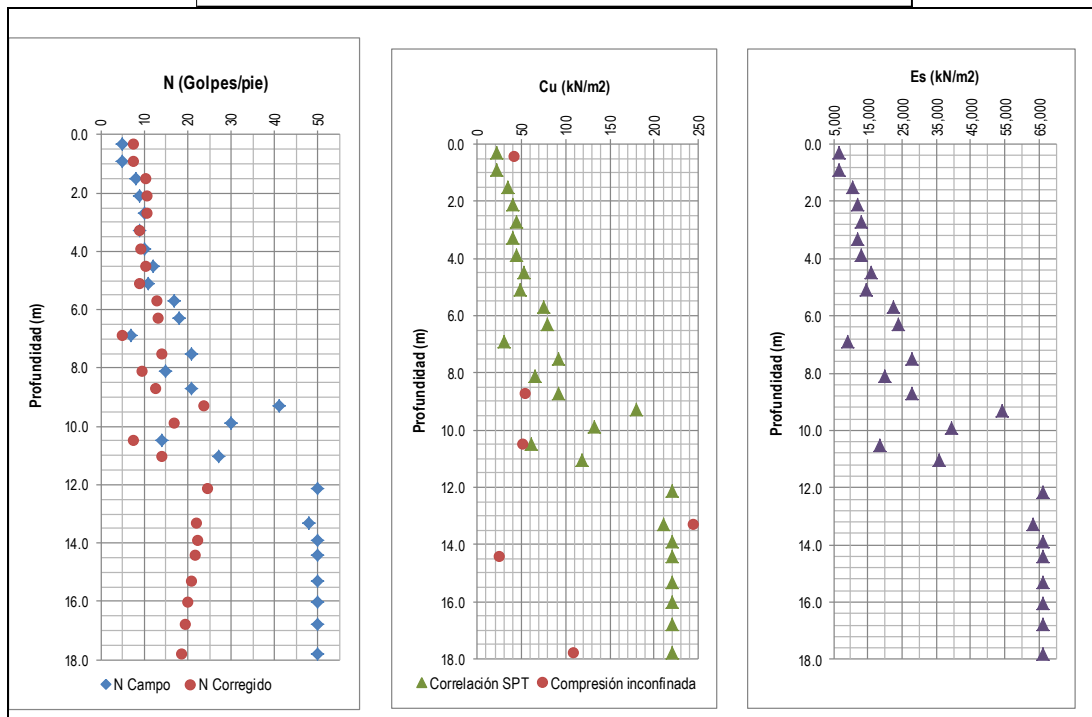 N (Golpes/pie)
0 10 20 30 40 50
0.0
2.0
4.0
6.0
8.0
10.0
12.0
14.0
16.0
18.0
Profundidad (m)
N Campo N Corregido
Cu (kN/m2)
0 50 100 150 200 250
0.0
2.0
4.0
6.0
8.0
10.0
12.0
14.0
16.0
18.0
Profundidad (m)
Correlación SPT Compresión inconfinada
Es (kN/m2)
5,000 15,000 25,000 35,000 45,000 55,000 65,000
0.0
2.0
4.0
6.0
8.0
10.0
12.0
14.0
16.0
18.0
Profundidad (m)